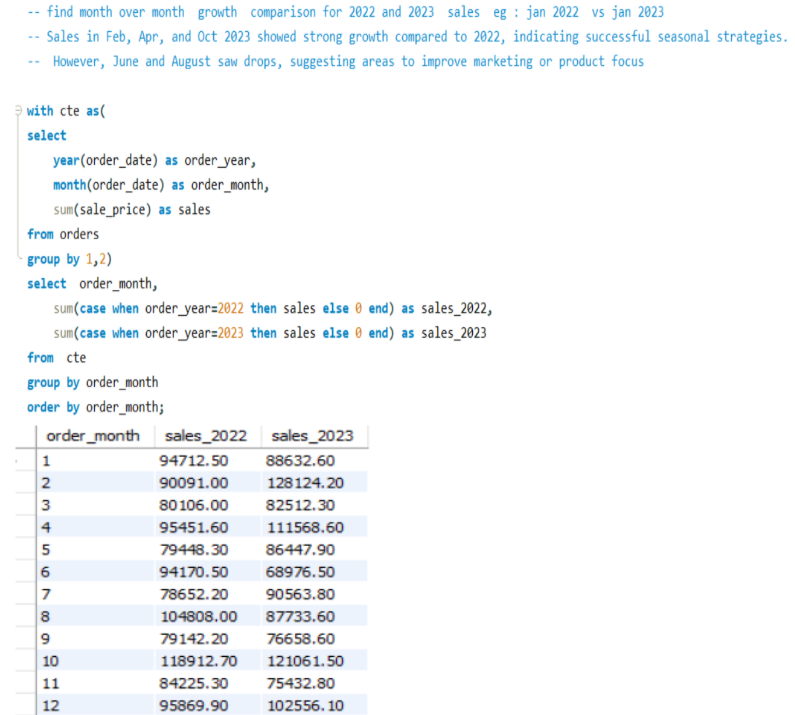 -- find month over month growth comparison for 2022 and 2023 sales eg : jan 2022 vs jan 2023
-- Sales in Feb, Apr, and Oct 2023 showed strong growth compared to 2022, indicating successful seasonal strategies.
-- However, June and August saw drops, suggesting areas to improve marketing or product focus
with cte as(
select
year(order_date) as order_year,
month(order_date) as order_month,
sum(sale_price) as sales
from orders
group by 1,2)
select order_month,
sum(case when order_year=2022 then sales else 0 end) as sales_2022,
sum(case when order_year=2023 then sales else 0 end) as sales_2023
from cte
group by order_month
order by order_month;
order_month sales_2022 sales_2023
1 94712.50 88632.60
2 90091.00 128124.20
3 80106.00 82512.30
4 95451.60 111568.60
5 79448.30 86447.90
6 94170.50 68976.50
7 78652.20 90563.80
8 104808.00 87733.60
9 79142.20 76658.60
10 118912.70 121061.50
11 84225.30 75432.80
12 95869.90 102556.10